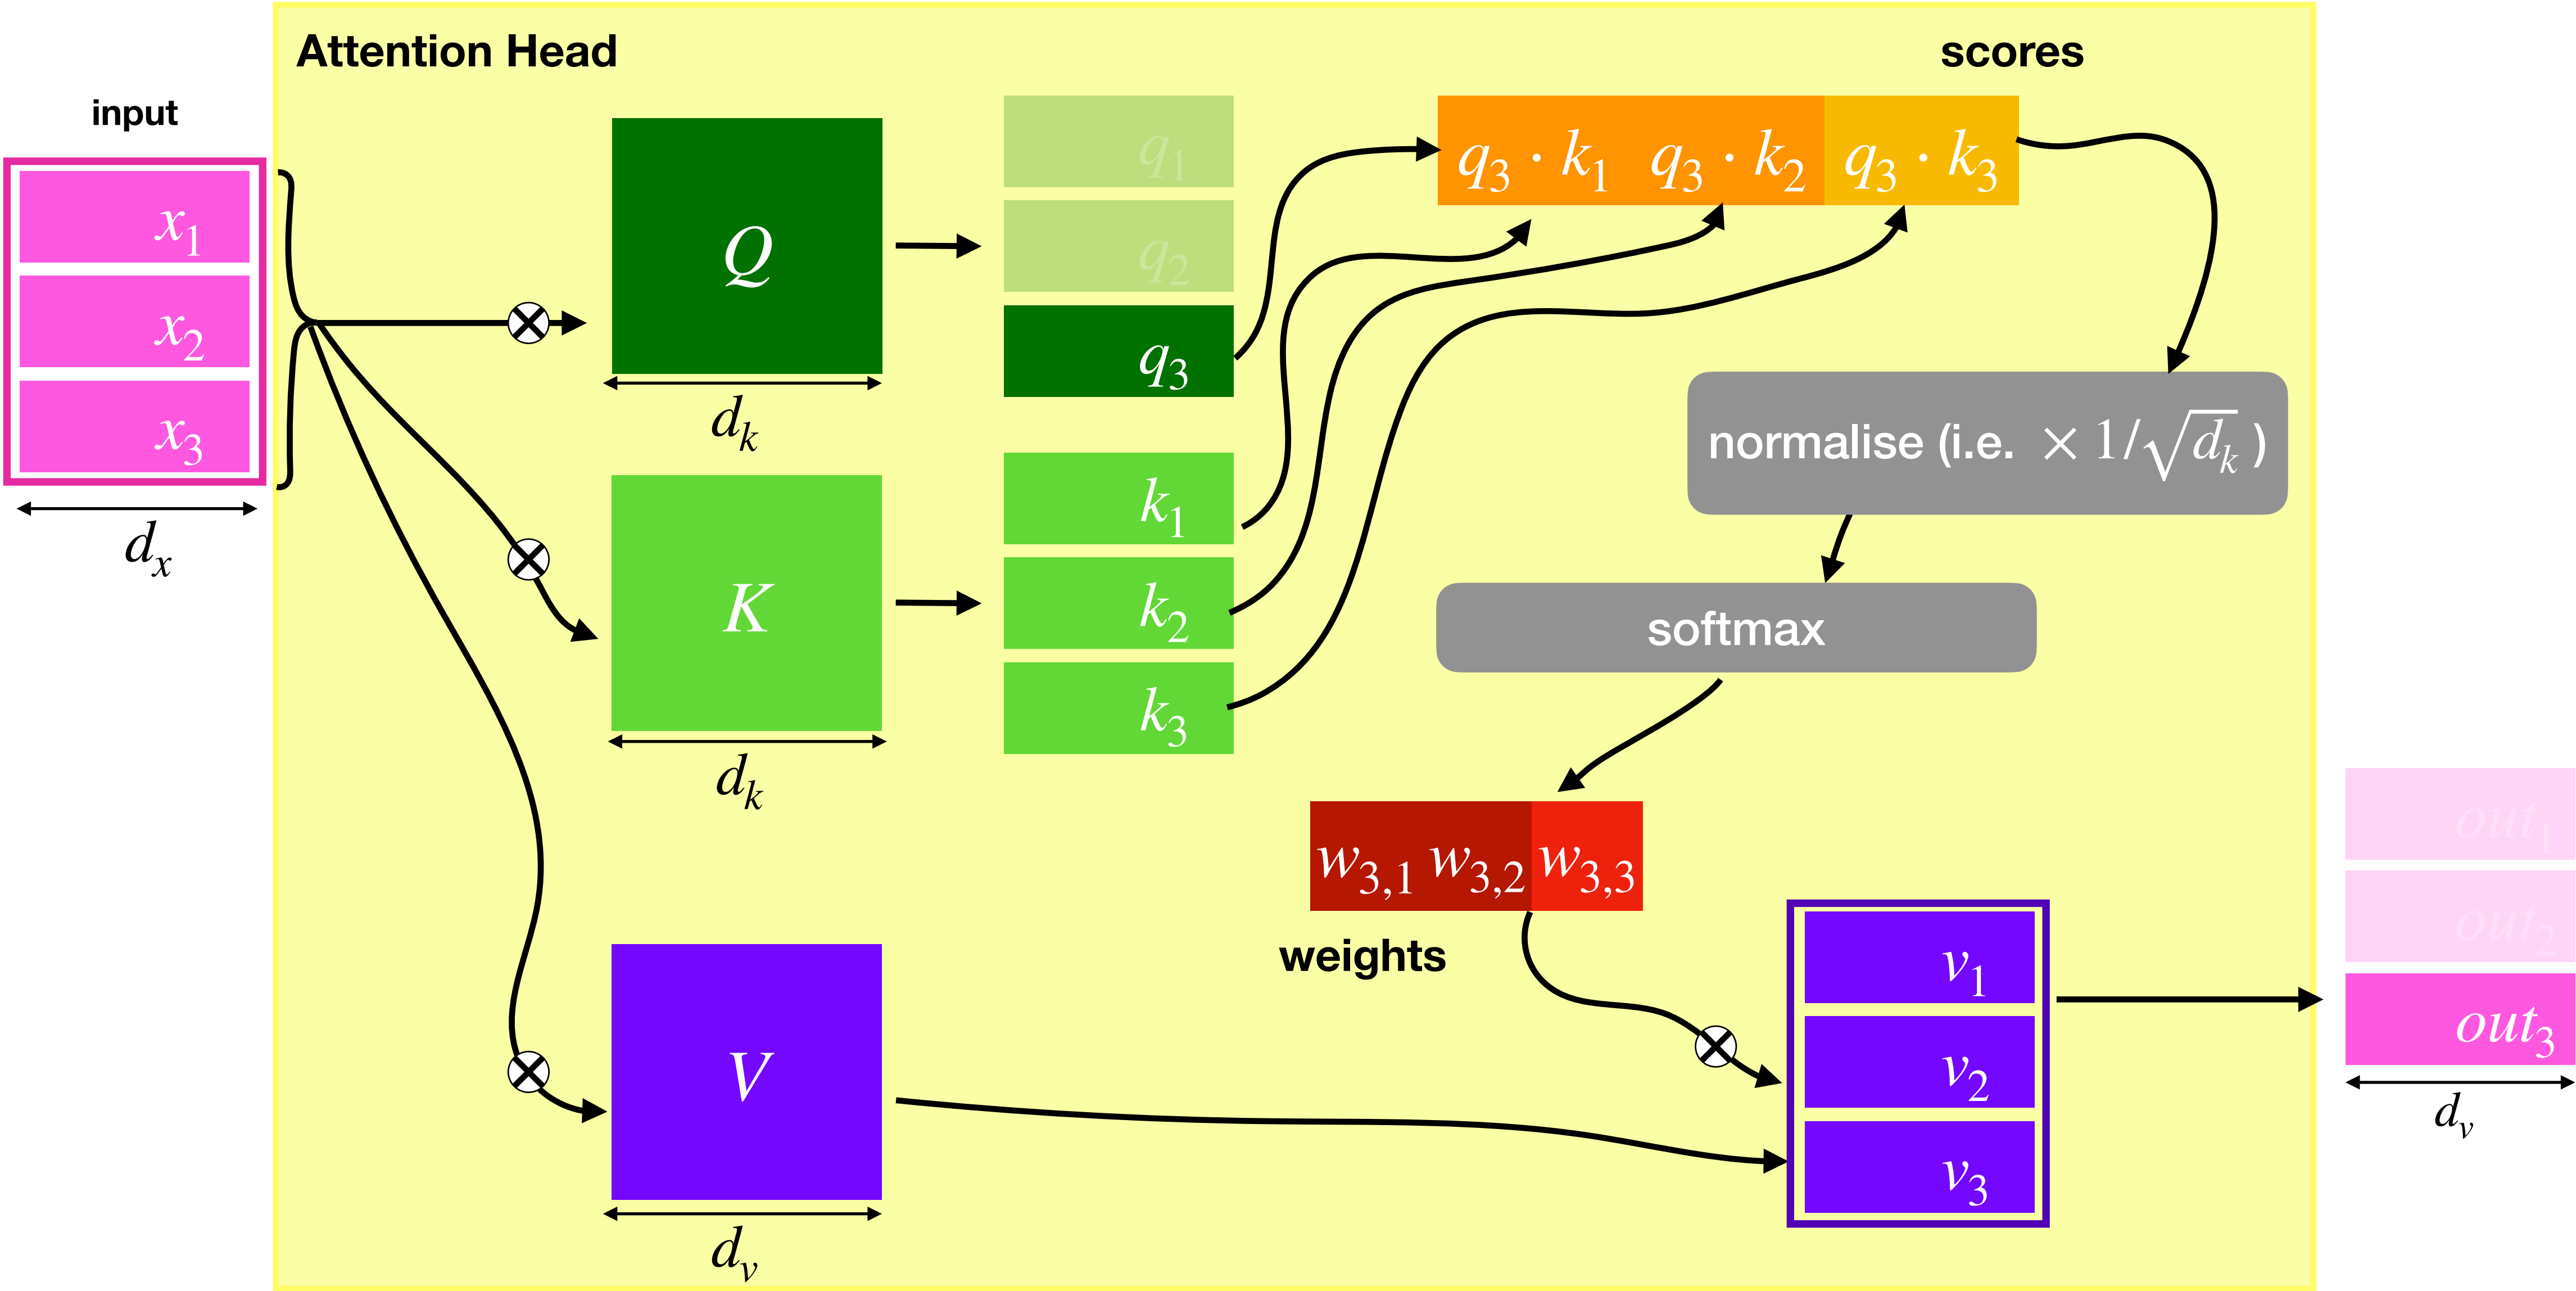 Attention Head
scores
input
x₁
x₂
x₃
dₓ
Q
dₖ
K
dₖ
V
dᵥ
q₁
q₂
q₃
k₁
k₂
k₃
q₃ · k₁ q₃ · k₂ q₃ · k₃
normalise (i.e. × 1/√dₖ )
softmax
w₃,₁ w₃,₂ w₃,₃
weights
v₁
v₂
v₃
out₁
out₂
out₃
dᵥ